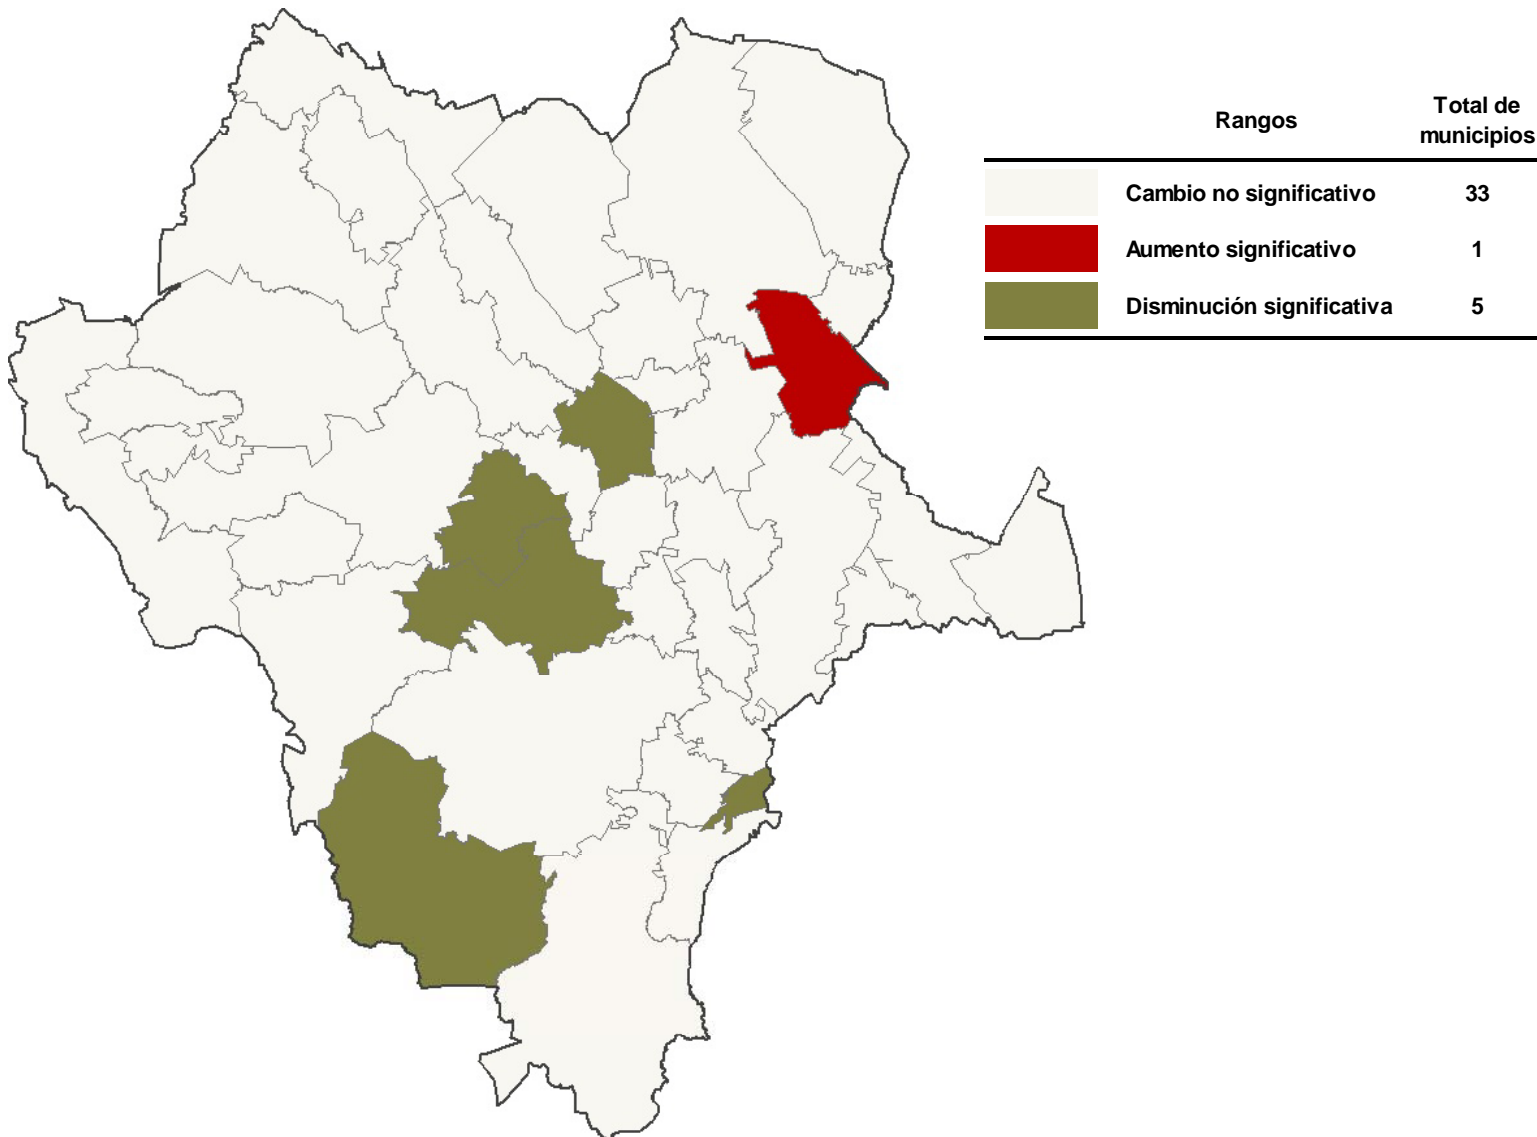 Rangos Total de
municipios
Cambio no significativo 33
Aumento significativo 1
Disminución significativa 5